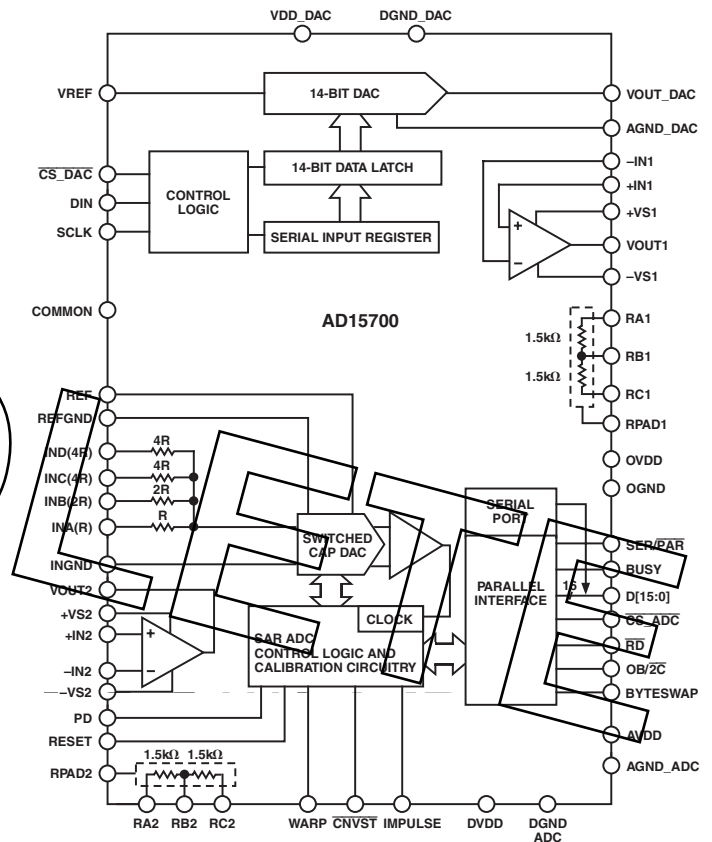 VDD_DAC DGND_DAC
VREF 14-BIT DAC VOUT_DAC
AGND_DAC
CS_DAC 14-BIT DATA LATCH –IN1
CONTROL LOGIC +IN1
DIN +VS1
SCLK SERIAL INPUT REGISTER VOUT1
+
–
–VS1
COMMON AD15700 RA1
1.5kΩ
RB1
1.5kΩ
RC1
REF
REFGND RPAD1
IND(4R) 4R OVDD
INC(4R) 4R OGND
INB(2R) 2R
INA(R) R
SERIAL PORT
SWITCHED CAP DAC SER/PAR
INGND BUSY
VOUT2 PARALLEL INTERFACE 16 D[15:0]
+VS2 CLOCK CS_ADC
+IN2 + SAR ADC CONTROL LOGIC AND CALIBRATION CIRCUITRY RD
–IN2 – OB/2C
–VS2 BYTESWAP
PD
RESET AVDD
1.5kΩ 1.5kΩ
RPAD2 AGND_ADC
RA2 RB2 RC2 WARP CNVST IMPULSE DVDD DGND ADC
LETE